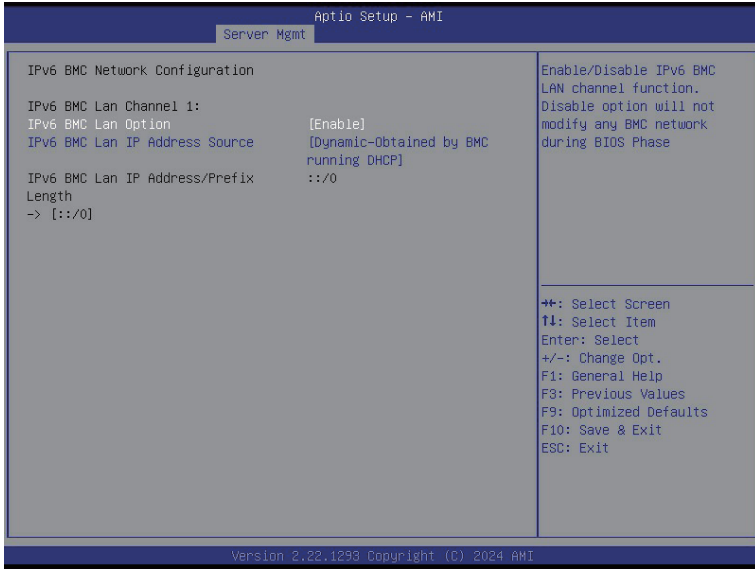 Aptio Setup – AMI
Server Mgmt
IPv6 BMC Network Configuration
IPv6 BMC Lan Channel 1:
IPv6 BMC Lan Option [Enable]
IPv6 BMC Lan IP Address Source [Dynamic-Obtained by BMC
running DHCP]
IPv6 BMC Lan IP Address/Prefix ::/0
Length
-> [::/0]
Enable/Disable IPv6 BMC
LAN channel function.
Disable option will not
modify any BMC network
during BIOS Phase
→←: Select Screen
↑↓: Select Item
Enter: Select
+/-: Change Opt.
F1: General Help
F3: Previous Values
F9: Optimized Defaults
F10: Save & Exit
ESC: Exit
Version 2.22.1293 Copyright (C) 2024 AMI